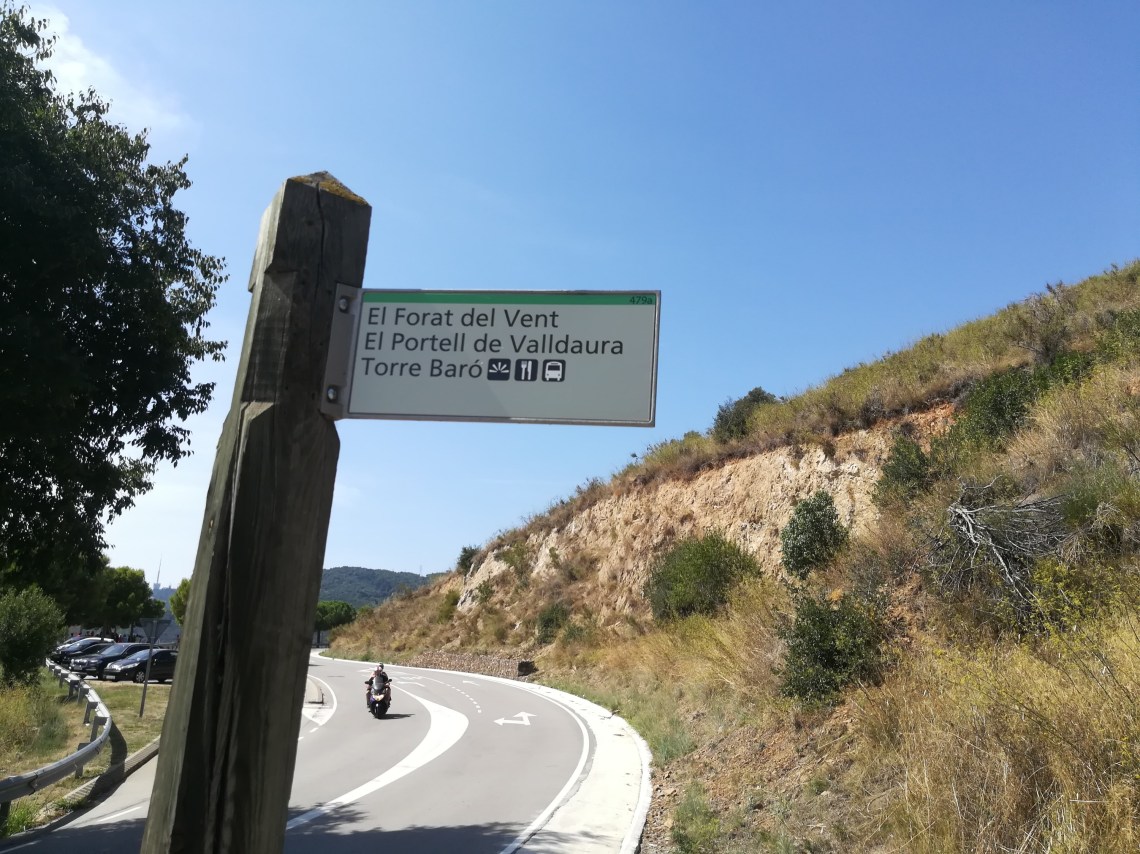 479a
El Forat del Vent
El Portell de Valldaura
Torre Baró